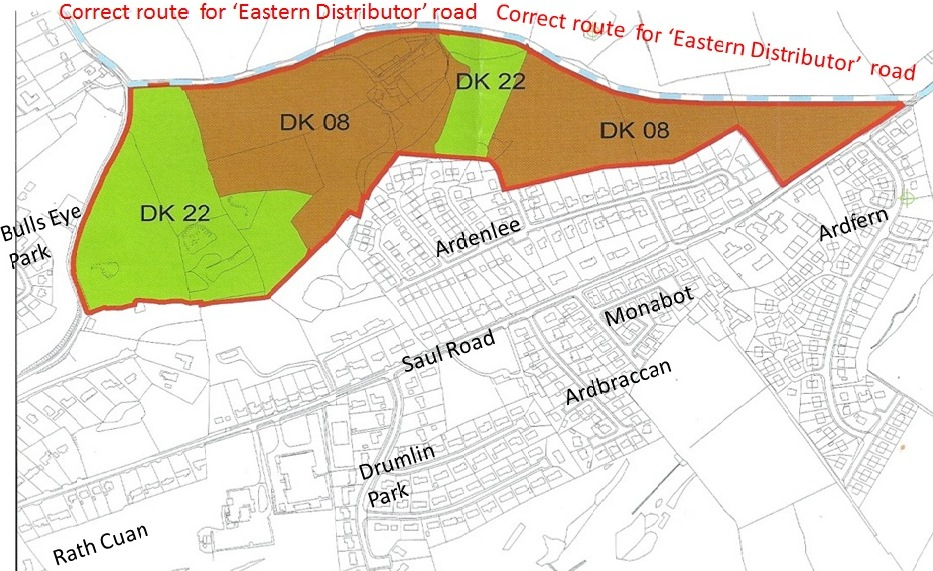 Correct route for ‘Eastern Distributor’ road
Correct route for ‘Eastern Distributor’ road
DK 22
DK 08
DK 08
DK 22
Bulls Eye
Park
Ardenlee
Ardfern
Monabot
Saul Road
Ardbraccan
Drumlin
Park
Rath Cuan